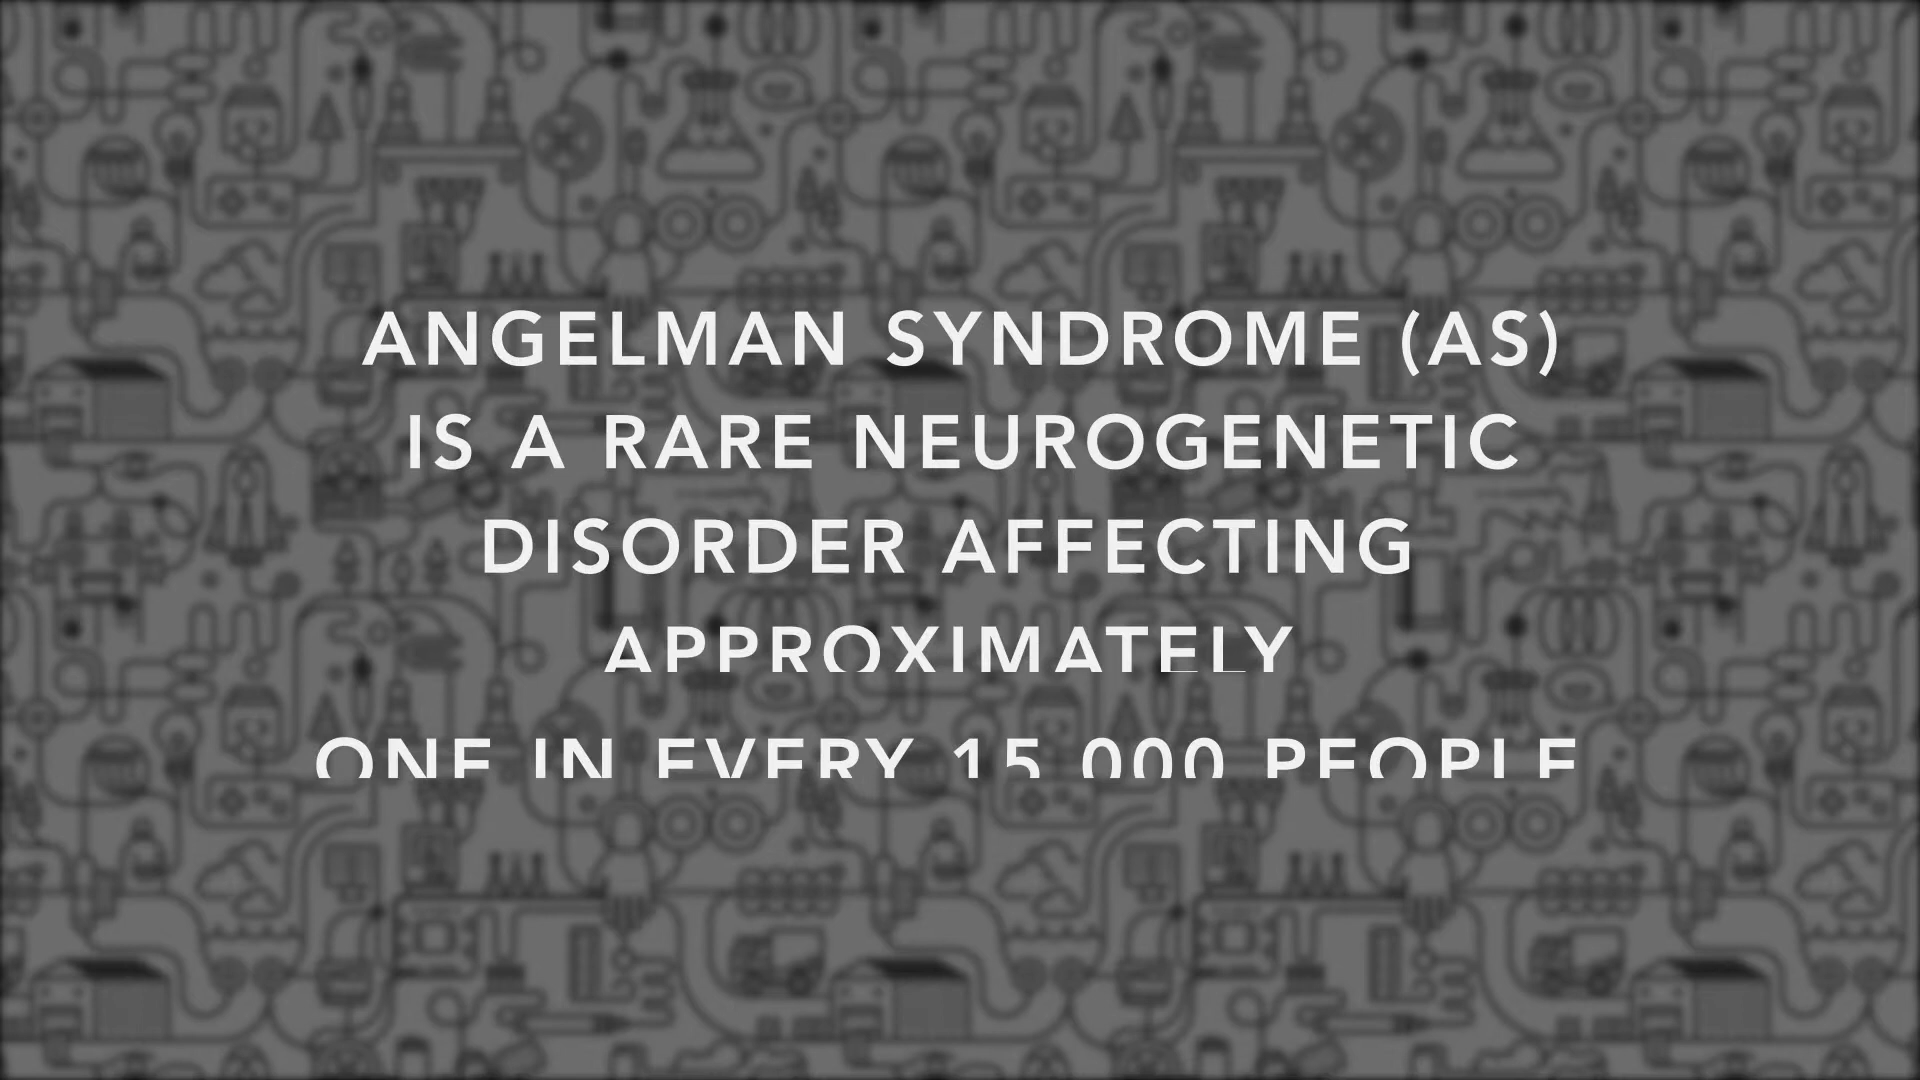 ANGELMAN SYNDROME (AS)
IS A RARE NEUROGENETIC
DISORDER AFFECTING
APPROXIMATELY
ONE IN EVERY 15 000 PEOPLE